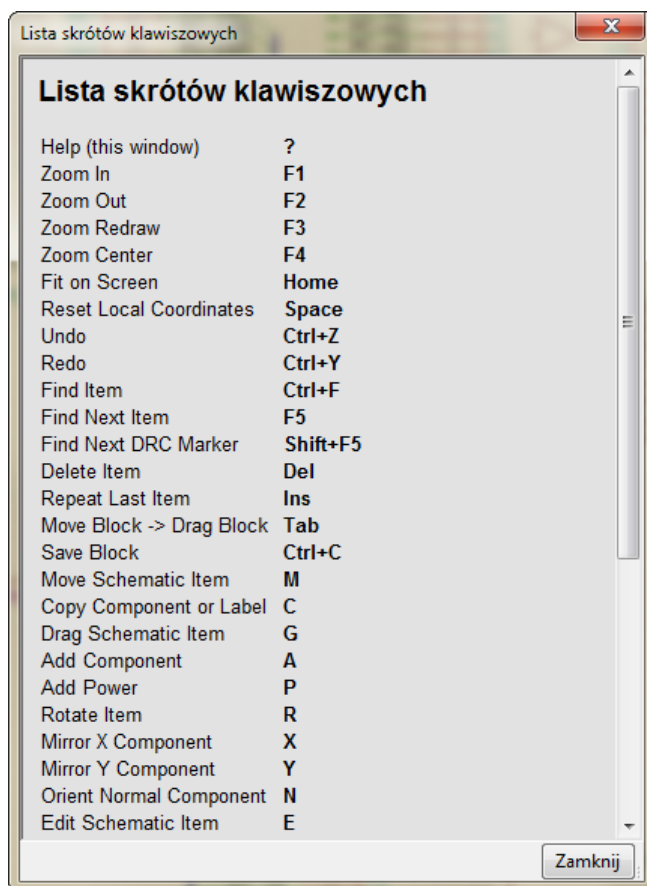 Lista skrótów klawiszowych
Lista skrótów klawiszowych
Help (this window) ?
Zoom In F1
Zoom Out F2
Zoom Redraw F3
Zoom Center F4
Fit on Screen Home
Reset Local Coordinates Space
Undo Ctrl+Z
Redo Ctrl+Y
Find Item Ctrl+F
Find Next Item F5
Find Next DRC Marker Shift+F5
Delete Item Del
Repeat Last Item Ins
Move Block -> Drag Block Tab
Save Block Ctrl+C
Move Schematic Item M
Copy Component or Label C
Drag Schematic Item G
Add Component A
Add Power P
Rotate Item R
Mirror X Component X
Mirror Y Component Y
Orient Normal Component N
Edit Schematic Item E
Zamknij